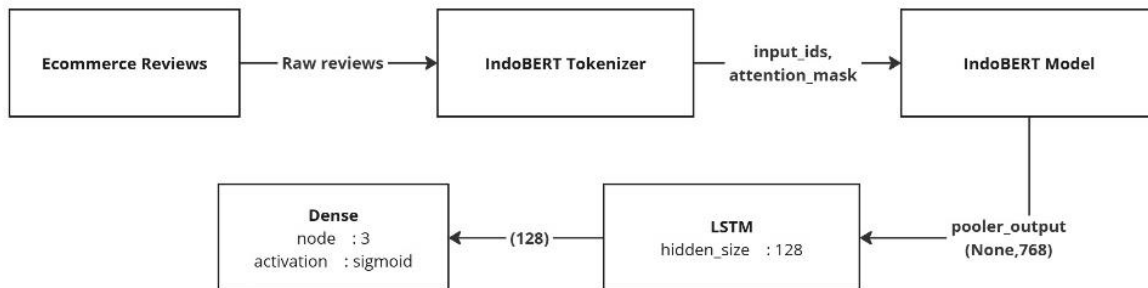 Ecommerce Reviews
Raw reviews
IndoBERT Tokenizer
input_ids,
attention_mask
IndoBERT Model
pooler_output
(None,768)
LSTM
hidden_size : 128
(128)
Dense
node : 3
activation : sigmoid